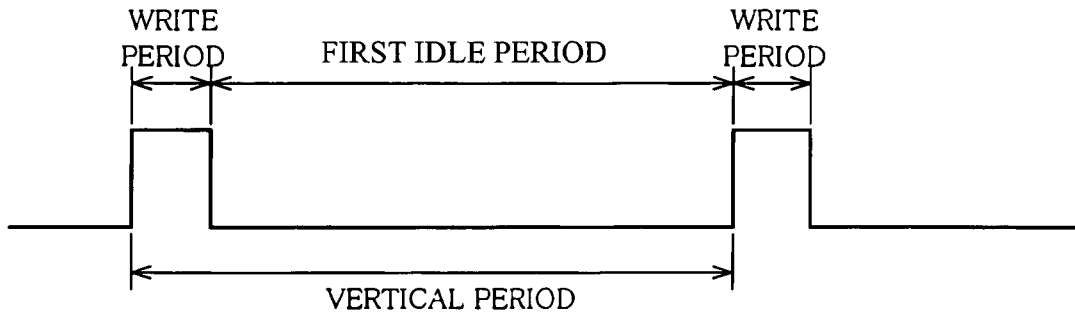 WRITE
PERIOD
FIRST IDLE PERIOD
WRITE
PERIOD
VERTICAL PERIOD